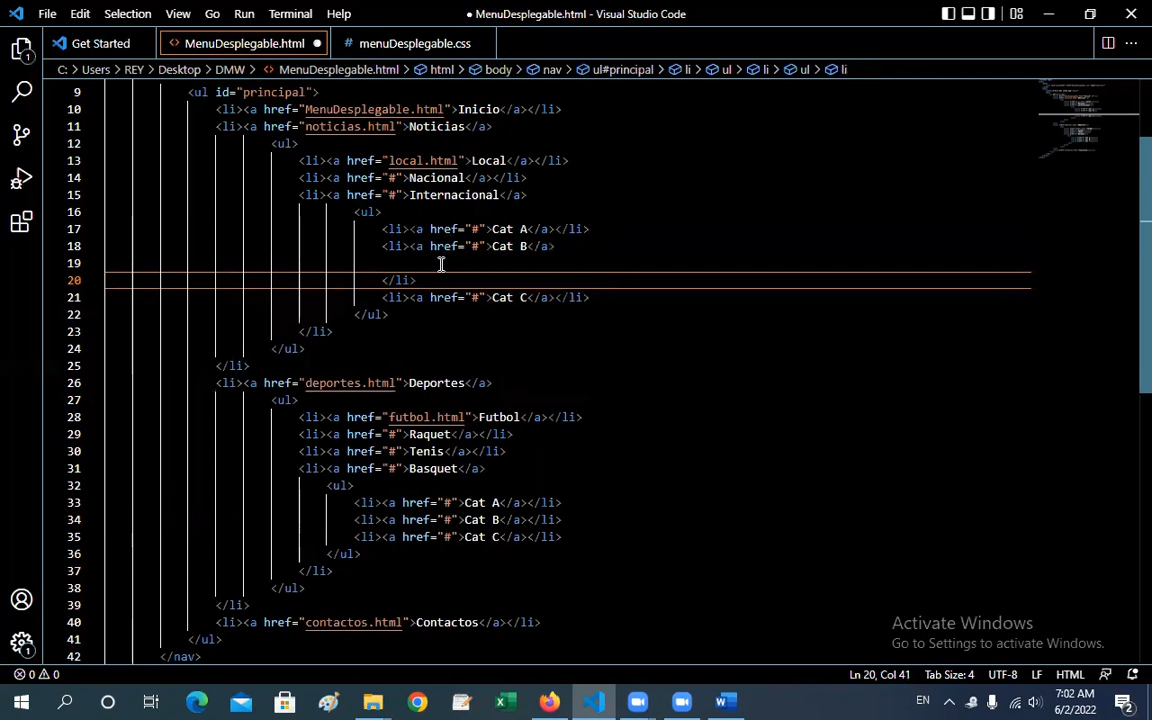 File Edit Selection View Go Run Terminal Help
● MenuDesplegable.html - Visual Studio Code
Get Started
<> MenuDesplegable.html ●
# menuDesplegable.css
C: > Users > REY > Desktop > DMW > <> MenuDesplegable.html > html > body > nav > ul#principal > li > ul > li > ul > li
9 <ul id="principal">
10 <li><a href="MenuDesplegable.html">Inicio</a></li>
11 <li><a href="noticias.html">Noticias</a>
12 <ul>
13 <li><a href="local.html">Local</a></li>
14 <li><a href="#">Nacional</a></li>
15 <li><a href="#">Internacional</a>
16 <ul>
17 <li><a href="#">Cat A</a></li>
18 <li><a href="#">Cat B</a>
19
20 </li>
21 <li><a href="#">Cat C</a></li>
22 </ul>
23 </li>
24 </ul>
25 </li>
26 <li><a href="deportes.html">Deportes</a>
27 <ul>
28 <li><a href="futbol.html">Futbol</a></li>
29 <li><a href="#">Raquet</a></li>
30 <li><a href="#">Tenis</a></li>
31 <li><a href="#">Basquet</a>
32 <ul>
33 <li><a href="#">Cat A</a></li>
34 <li><a href="#">Cat B</a></li>
35 <li><a href="#">Cat C</a></li>
36 </ul>
37 </li>
38 </ul>
39 </li>
40 <li><a href="contactos.html">Contactos</a></li>
41 </ul>
42 </nav>
Activate Windows
Go to Settings to activate Windows.
1
1
0 0
Ln 20, Col 41 Tab Size: 4 UTF-8 LF HTML
EN
7:02 AM
6/2/2022
2